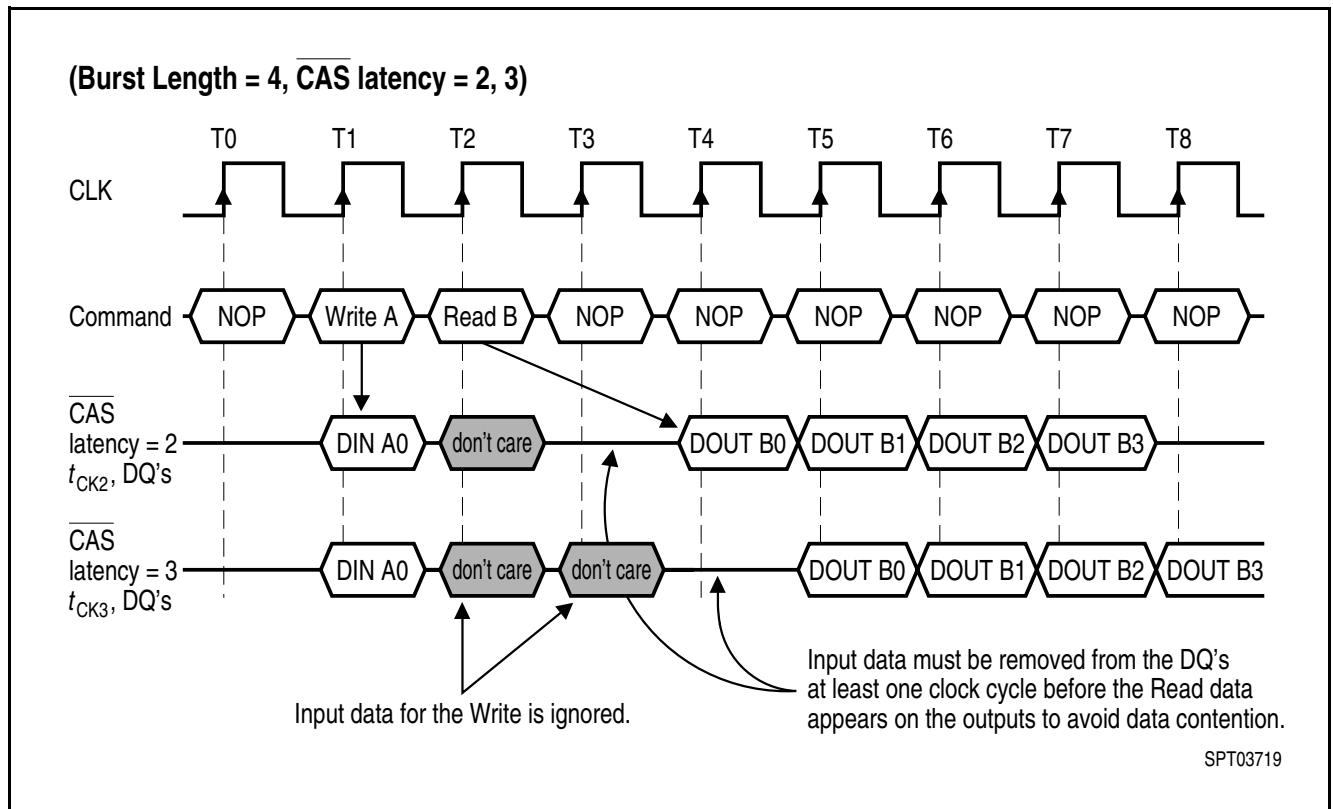 (Burst Length = 4, CAS latency = 2, 3)
T0 T1 T2 T3 T4 T5 T6 T7 T8
CLK
Command NOP Write A Read B NOP NOP NOP NOP NOP NOP
CAS
latency = 2 DIN A0 don't care DOUT B0 DOUT B1 DOUT B2 DOUT B3
tCK2, DQ's
CAS
latency = 3 DIN A0 don't care don't care DOUT B0 DOUT B1 DOUT B2 DOUT B3
tCK3, DQ's
Input data for the Write is ignored.
Input data must be removed from the DQ's
at least one clock cycle before the Read data
appears on the outputs to avoid data contention.
SPT03719